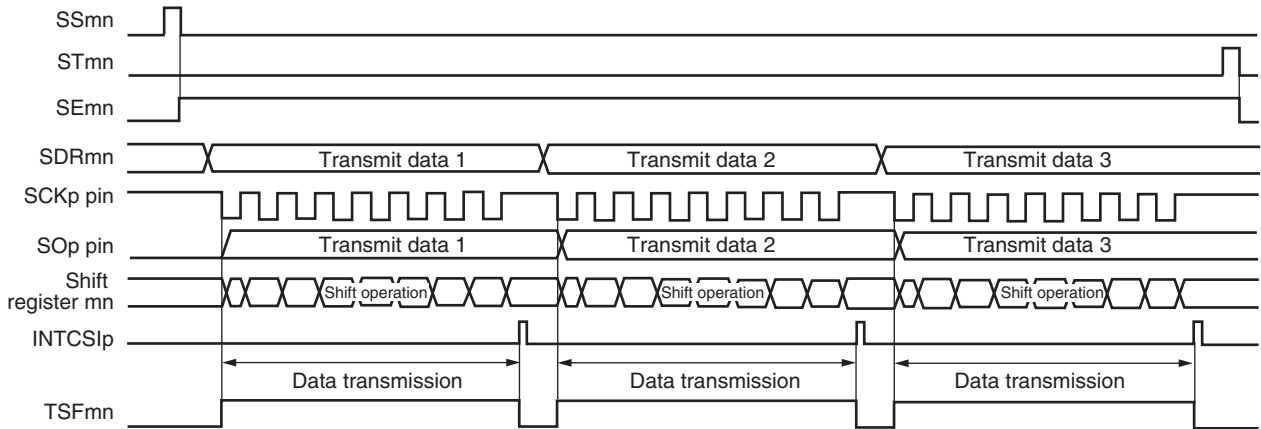 SSmn
STmn
SEmn
SDRmn Transmit data 1 Transmit data 2 Transmit data 3
SCKp pin
SOp pin Transmit data 1 Transmit data 2 Transmit data 3
Shift
register mn Shift operation Shift operation Shift operation
INTCSIp
Data transmission Data transmission Data transmission
TSFmn